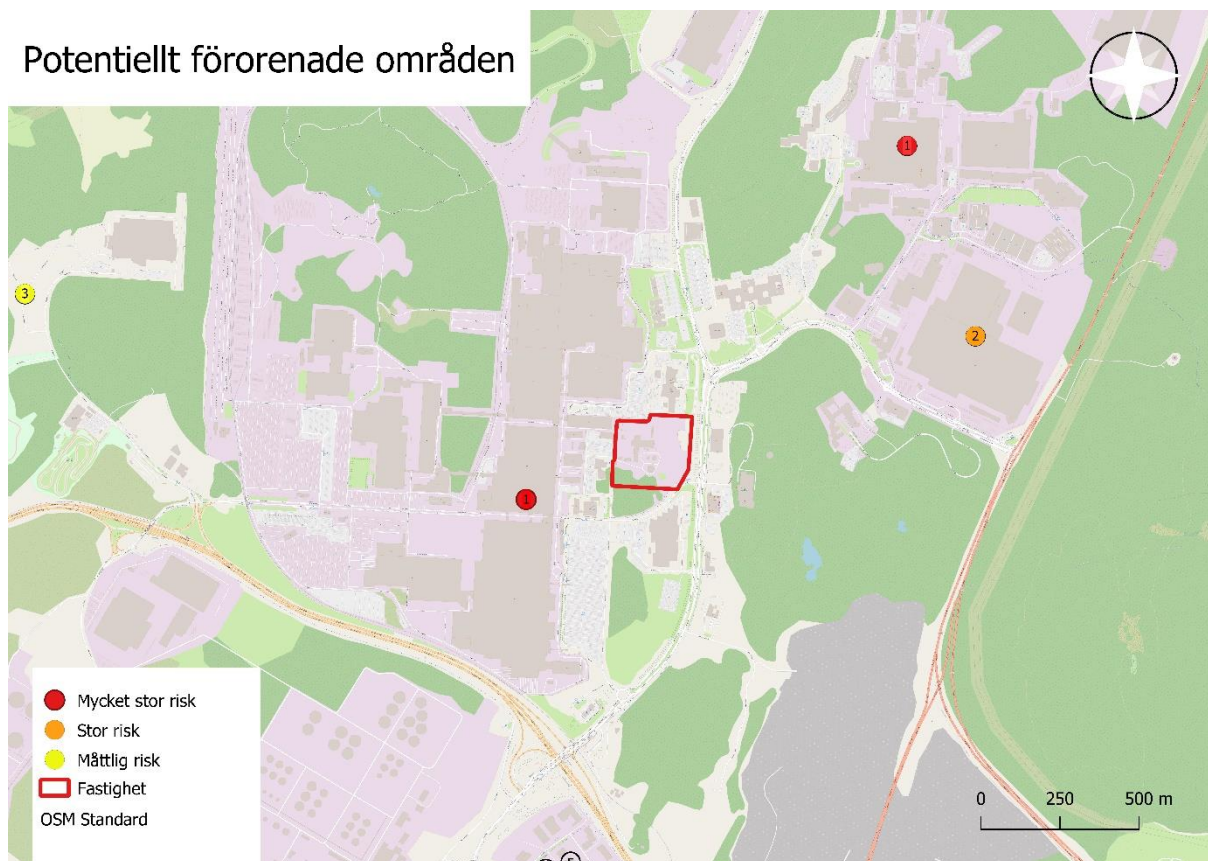 Potentiellt förorenade områden
1
3
2
1
Mycket stor risk
Stor risk
Måttlig risk
Fastighet
OSM Standard
0 250 500 m